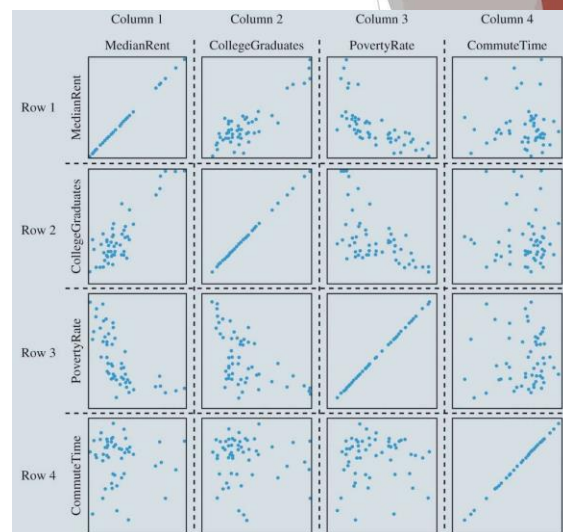 Column 1 Column 2 Column 3 Column 4
MedianRent CollegeGraduates PovertyRate CommuteTime
Row 1 MedianRent
Row 2 CollegeGraduates
Row 3 PovertyRate
Row 4 CommuteTime